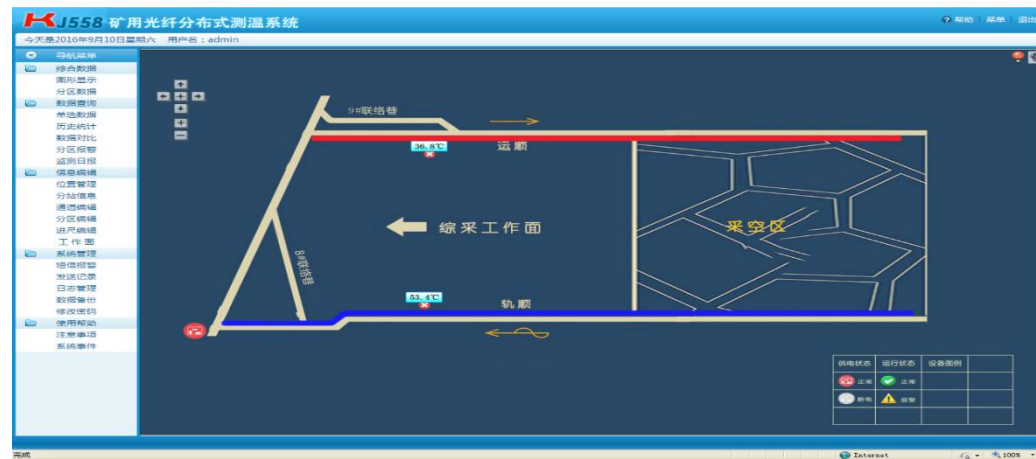 KJ558 矿用光纤分布式测温系统
帮助 菜单 退出
今天是2016年9月10日星期六 用户名：admin
导航菜单
综合数据
图形显示
分区数据
数据查询
单选数据
历史统计
数据对比
分区报警
监测日报
信息编辑
位置管理
分站信息
通道编辑
分区编辑
进尺编辑
工作面
系统管理
短信报警
发送记录
日志管理
数据备份
修改密码
使用帮助
注意事项
系统事件
9#联络巷
36.8℃
运顺
综采工作面
采空区
8#联络巷
53.4℃
轨顺
供电状态 运行状态 设备图例
正常 正常
断电 报警
完成 Internet 100%